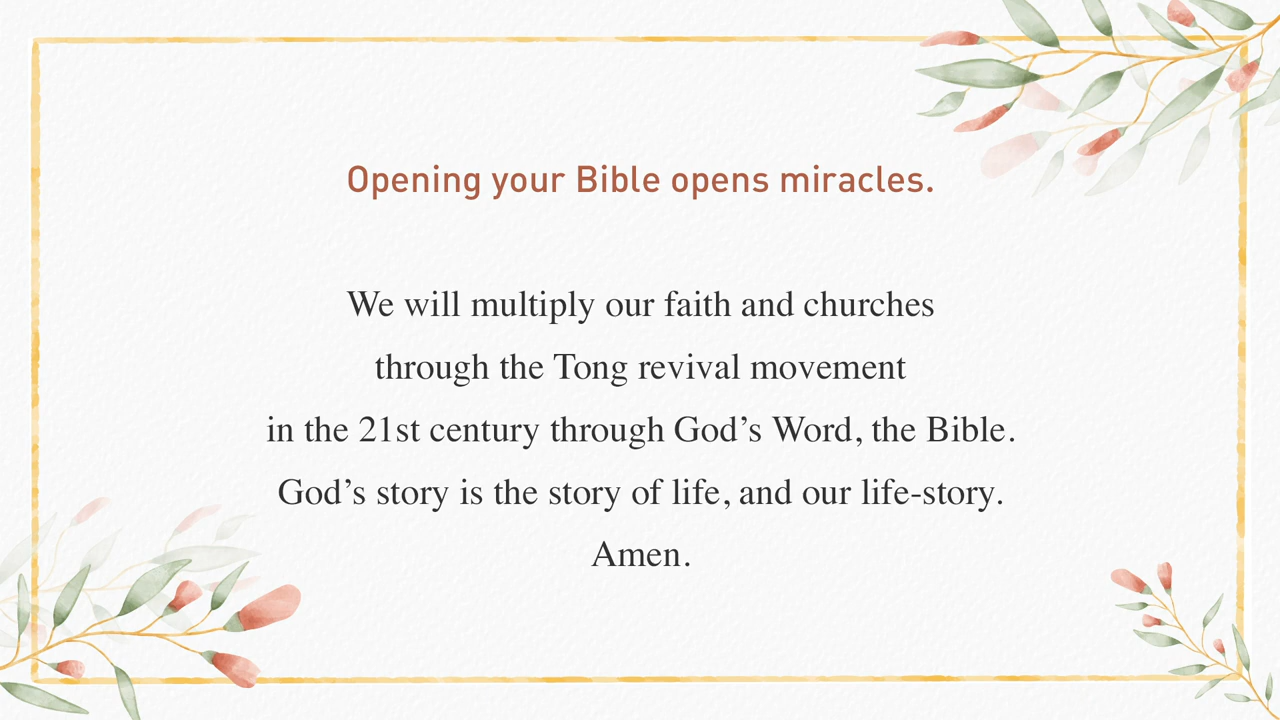 Opening your Bible opens miracles.
We will multiply our faith and churches
through the Tong revival movement
in the 21st century through God’s Word, the Bible.
God’s story is the story of life, and our life-story.
Amen.